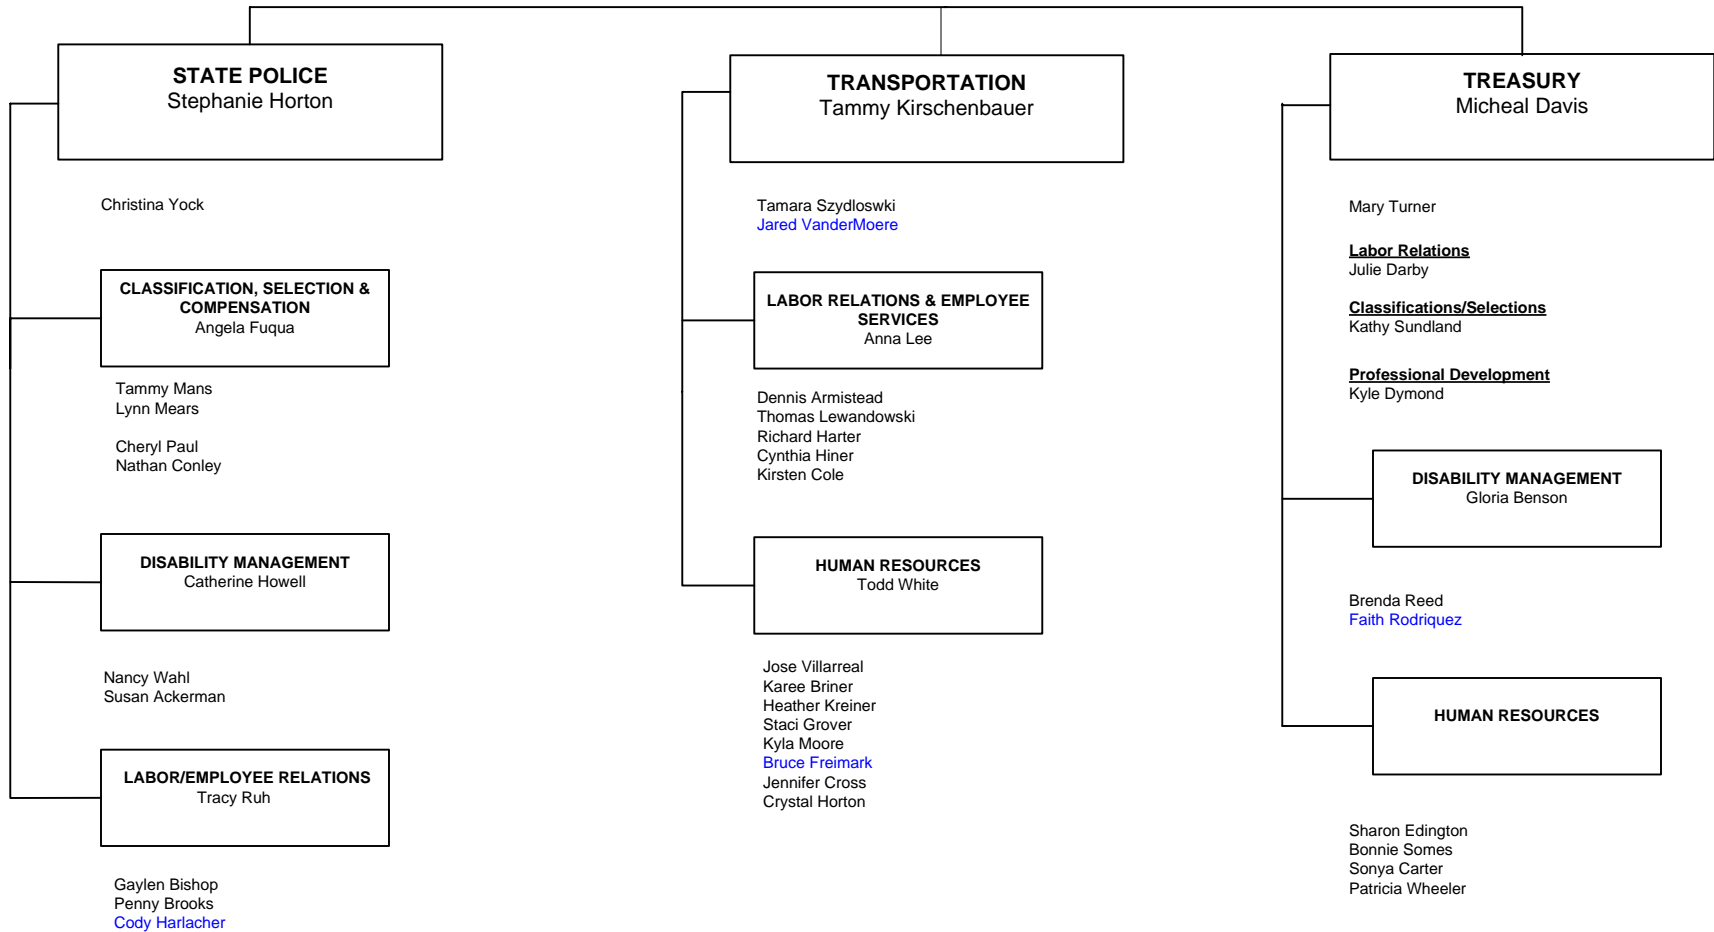 STATE POLICE
Stephanie Horton
Christina Yock
CLASSIFICATION, SELECTION &
COMPENSATION
Angela Fuqua
Tammy Mans
Lynn Mears
Cheryl Paul
Nathan Conley
DISABILITY MANAGEMENT
Catherine Howell
Nancy Wahl
Susan Ackerman
LABOR/EMPLOYEE RELATIONS
Tracy Ruh
Gaylen Bishop
Penny Brooks
Cody Harlacher
TRANSPORTATION
Tammy Kirschenbauer
Tamara Szydloswki
Jared VanderMoere
LABOR RELATIONS & EMPLOYEE
SERVICES
Anna Lee
Dennis Armistead
Thomas Lewandowski
Richard Harter
Cynthia Hiner
Kirsten Cole
HUMAN RESOURCES
Todd White
Jose Villarreal
Karee Briner
Heather Kreiner
Staci Grover
Kyla Moore
Bruce Freimark
Jennifer Cross
Crystal Horton
TREASURY
Micheal Davis
Mary Turner
Labor Relations
Julie Darby
Classifications/Selections
Kathy Sundland
Professional Development
Kyle Dymond
DISABILITY MANAGEMENT
Gloria Benson
Brenda Reed
Faith Rodriquez
HUMAN RESOURCES
Sharon Edington
Bonnie Somes
Sonya Carter
Patricia Wheeler